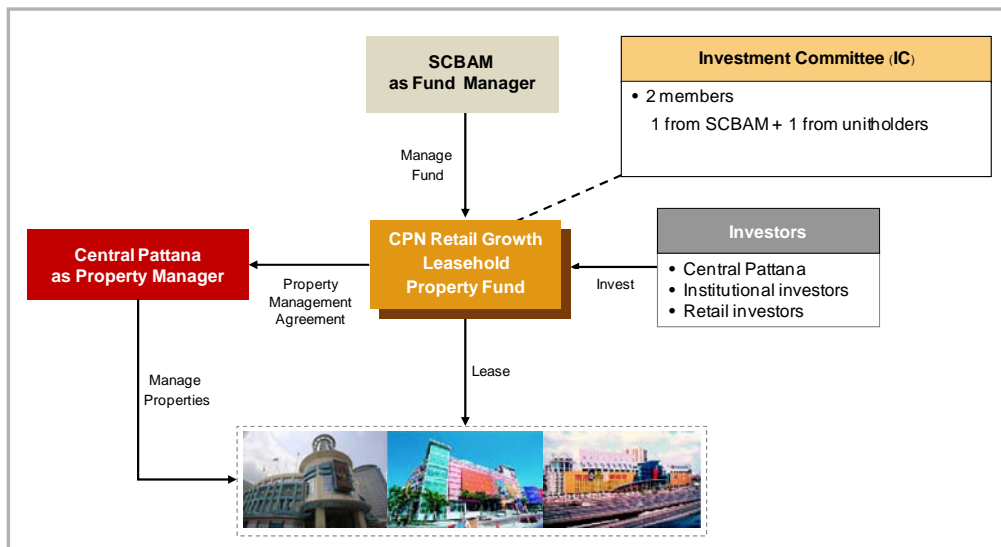 SCBAM
as Fund Manager
Investment Committee (IC)
• 2 members
1 from SCBAM + 1 from unitholders
Manage
Fund
Central Pattana
as Property Manager
CPN Retail Growth
Leasehold
Property Fund
Investors
• Central Pattana
• Institutional investors
• Retail investors
Invest
Property
Management
Agreement
Lease
Manage
Properties